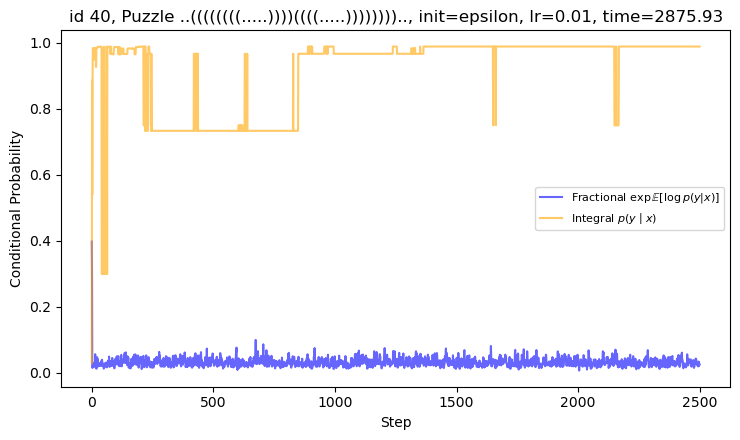 id 40, Puzzle ..((((((((.....))))((((.....)))))))).., init=epsilon, lr=0.01, time=2875.93
1.0
0.8
0.6
0.4
0.2
0.0
Conditional Probability
Fractional exp𝔼[log p(y|x)]
Integral p(y | x)
0
500
1000
1500
2000
2500
Step